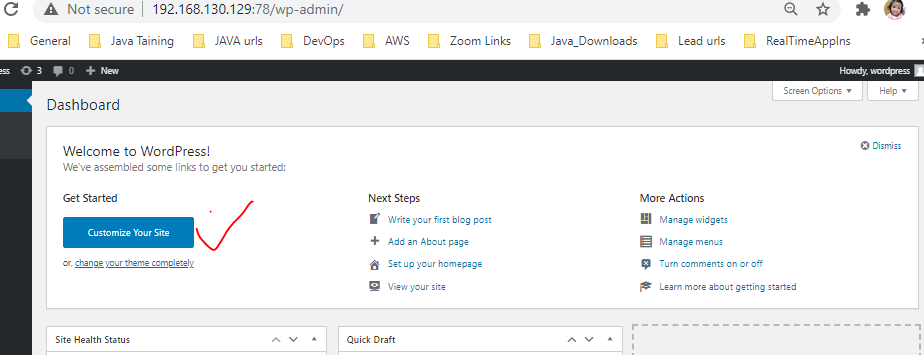 Not secure | 192.168.130.129:78/wp-admin/
General Java Taining JAVA urls DevOps AWS Zoom Links Java_Downloads Lead urls RealTimeAppIns
ess 3 0 + New Howdy, wordpress
Screen Options Help
Dashboard
Welcome to WordPress!
We've assembled some links to get you started:
Dismiss
Get Started
Customize Your Site
or, change your theme completely
Next Steps
Write your first blog post
Add an About page
Set up your homepage
View your site
More Actions
Manage widgets
Manage menus
Turn comments on or off
Learn more about getting started
Site Health Status
Quick Draft